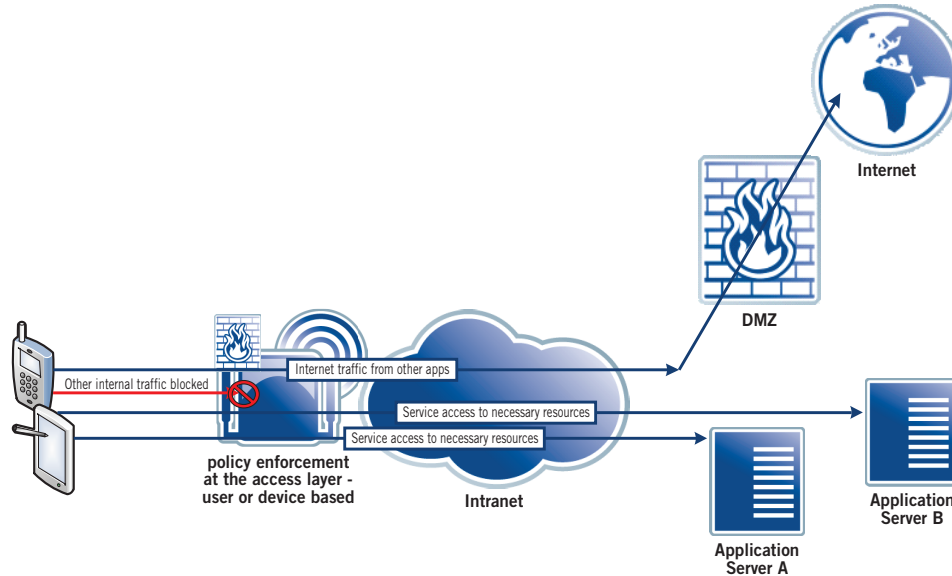 Internet
DMZ
Internet traffic from other apps
Other internal traffic blocked
Service access to necessary resources
Service access to necessary resources
policy enforcement
at the access layer -
user or device based
Intranet
Application
Server B
Application
Server A